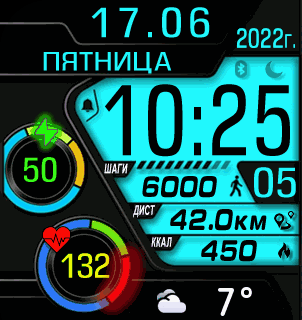 17.06
2022г.
ПЯТНИЦА
10:25
05
ШАГИ
6000
50
ДИСТ
42.0км
ККАЛ
450
132
7°